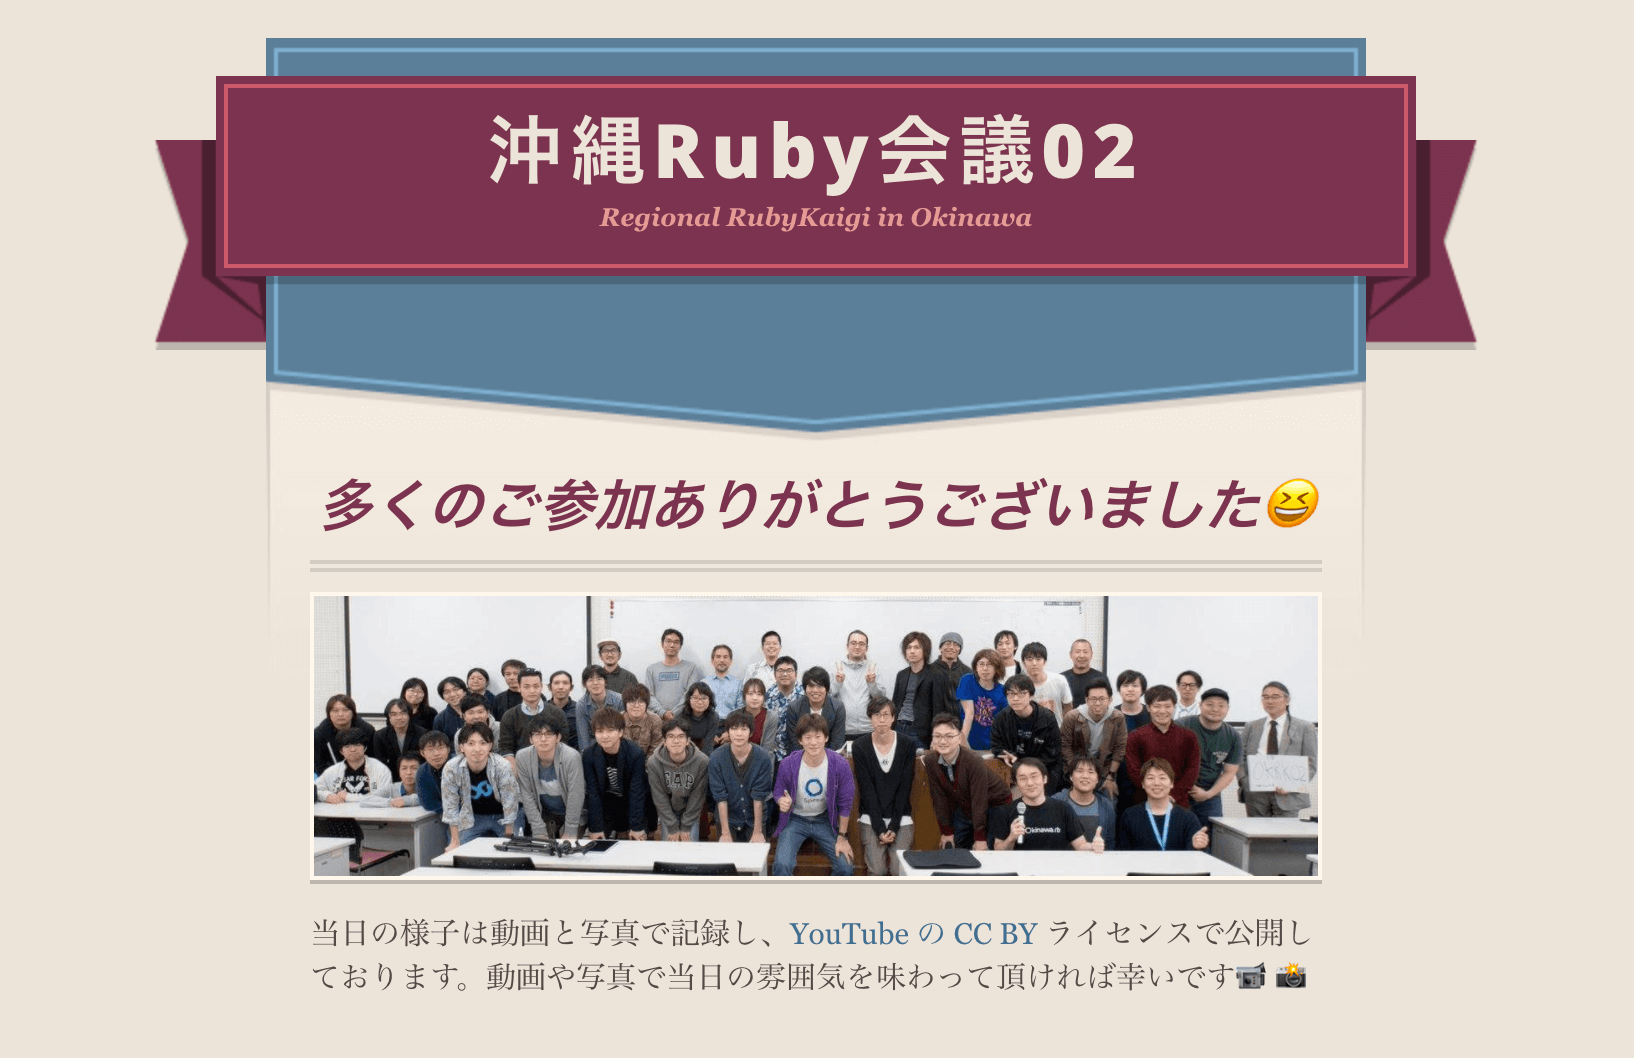 沖縄Ruby会議02
Regional RubyKaigi in Okinawa
多くのご参加ありがとうございました😆
GAP
Okinawa.rb
当日の様子は動画と写真で記録し、YouTube の CC BY ライセンスで公開し
ております。動画や写真で当日の雰囲気を味わって頂ければ幸いです📹 📸